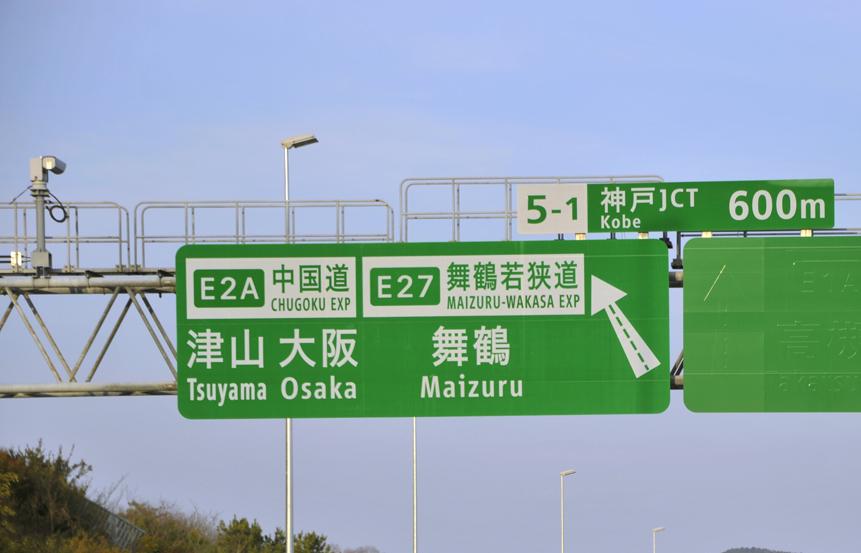 5-1 神戸JCT 600m
Kobe
E2A 中国道 E27 舞鶴若狭道
CHUGOKU EXP MAIZURU-WAKASA EXP
津山 大阪 舞鶴
Tsuyama Osaka Maizuru